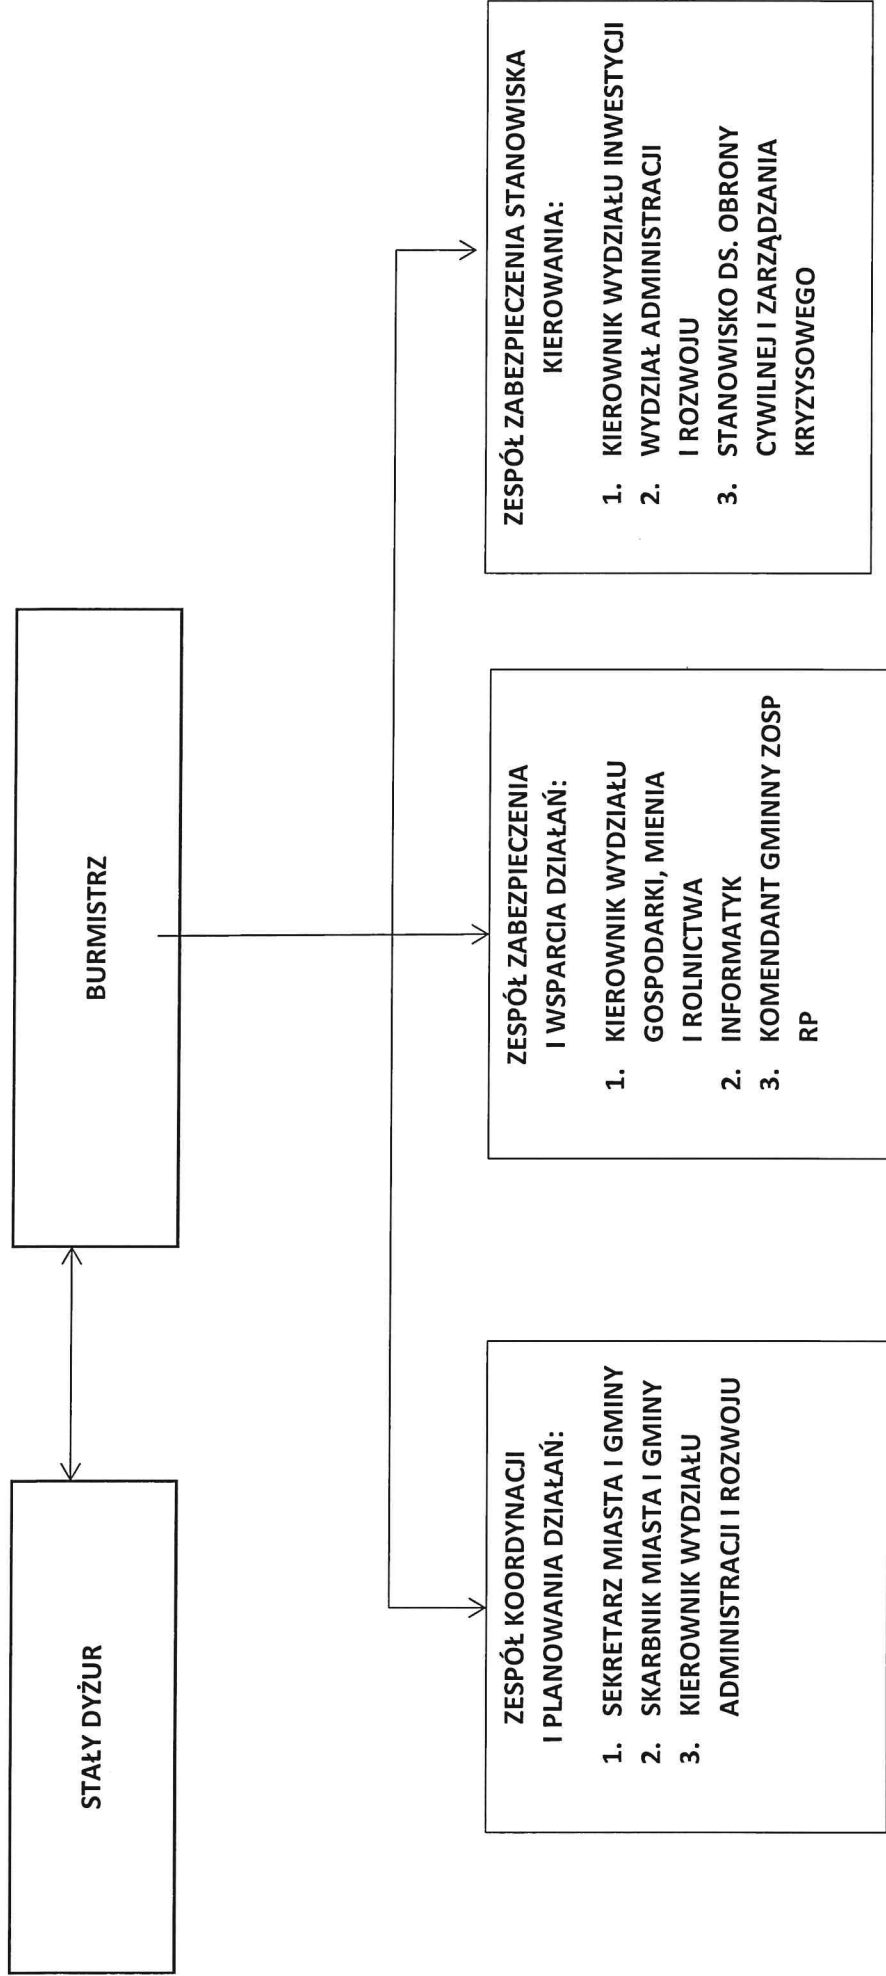 STAŁY DYŻUR
BURMISTRZ
ZESPÓŁ KOORDYNACJI
I PLANOWANIA DZIAŁAŃ:
1. SEKRETARZ MIASTA I GMINY
2. SKARBNIK MIASTA I GMINY
3. KIEROWNIK WYDZIAŁU
ADMINISTRACJI I ROZWOJU
ZESPÓŁ ZABEZPIECZENIA
I WSPARCIA DZIAŁAŃ:
1. KIEROWNIK WYDZIAŁU
GOSPODARKI, MIENIA
I ROLNICTWA
2. INFORMATYK
3. KOMENDANT GMINNY ZOSP
RP
ZESPÓŁ ZABEZPIECZENIA STANOWISKA
KIEROWANIA:
1. KIEROWNIK WYDZIAŁU INWESTYCJI
2. WYDZIAŁ ADMINISTRACJI
I ROZWOJU
3. STANOWISKO DS. OBRONY
CYWILNEJ I ZARZĄDZANIA
KRYZYSOWEGO